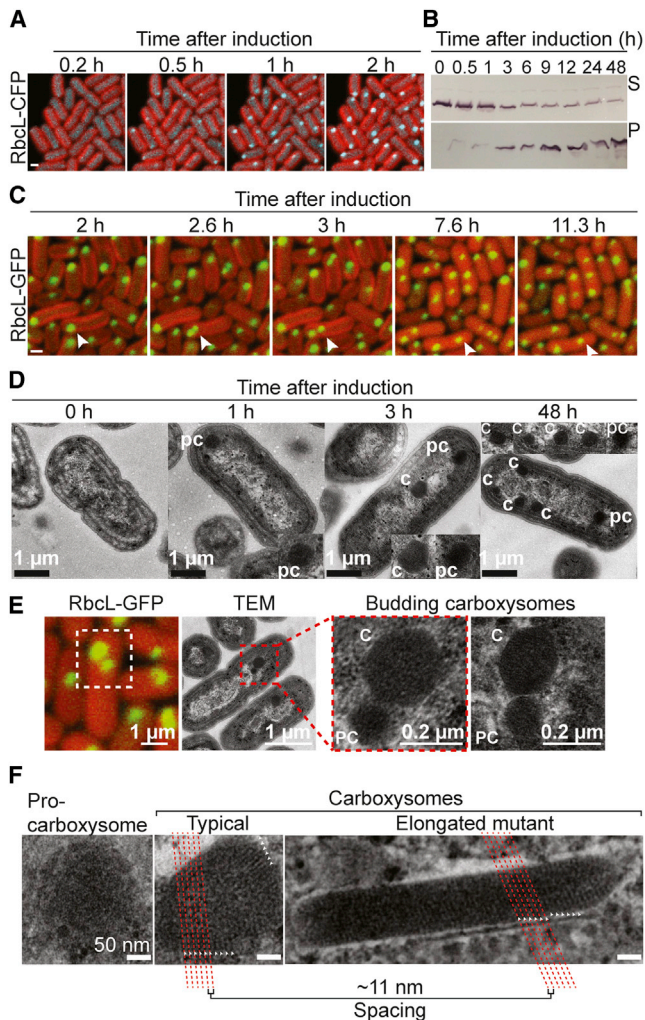 A
Time after induction
0.2 h 0.5 h 1 h 2 h
RbcL-CFP
B
Time after induction (h)
0 0.5 1 3 6 9 12 24 48
S
P
C
Time after induction
2 h 2.6 h 3 h 7.6 h 11.3 h
RbcL-GFP
D
Time after induction
0 h 1 h 3 h 48 h
c c c c pc
pc pc c
c c c pc
c pc
pc
1 μm 1 μm 1 μm 1 μm
E
RbcL-GFP TEM Budding carboxysomes
C C
PC PC
1 μm 1 μm 0.2 μm 0.2 μm
F
Pro-
carboxysome
Carboxysomes
Typical Elongated mutant
50 nm
~11 nm
Spacing